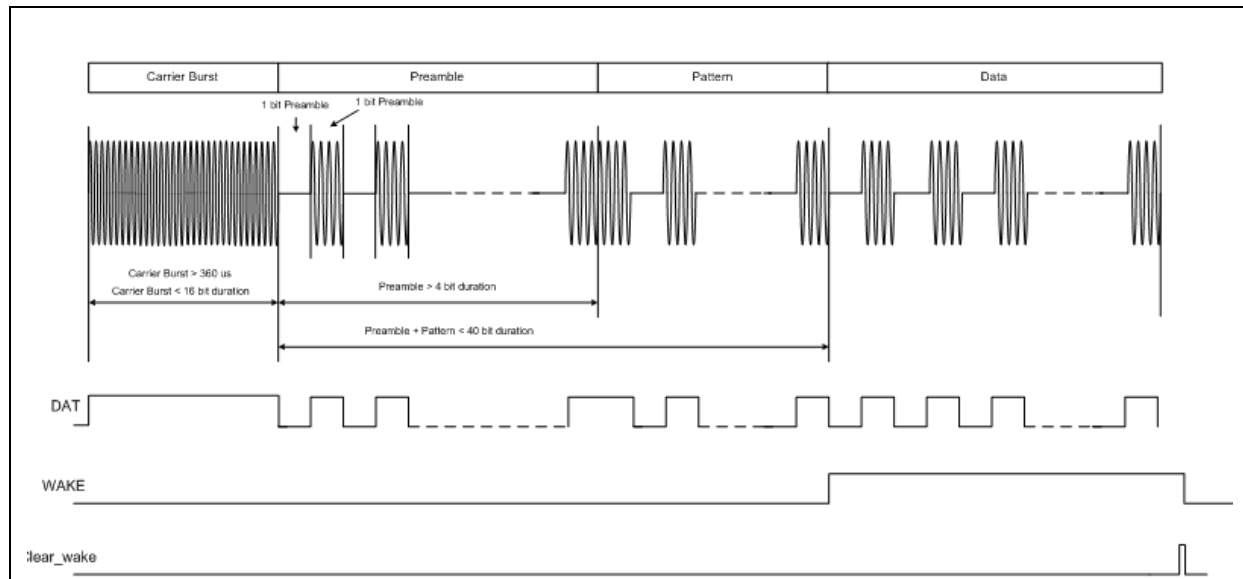 Carrier Burst
Preamble
Pattern
Data
1 bit Preamble
1 bit Preamble
Carrier Burst > 360 us
Carrier Burst < 16 bit duration
Preamble > 4 bit duration
Preamble + Pattern < 40 bit duration
DAT
WAKE
lear_wake